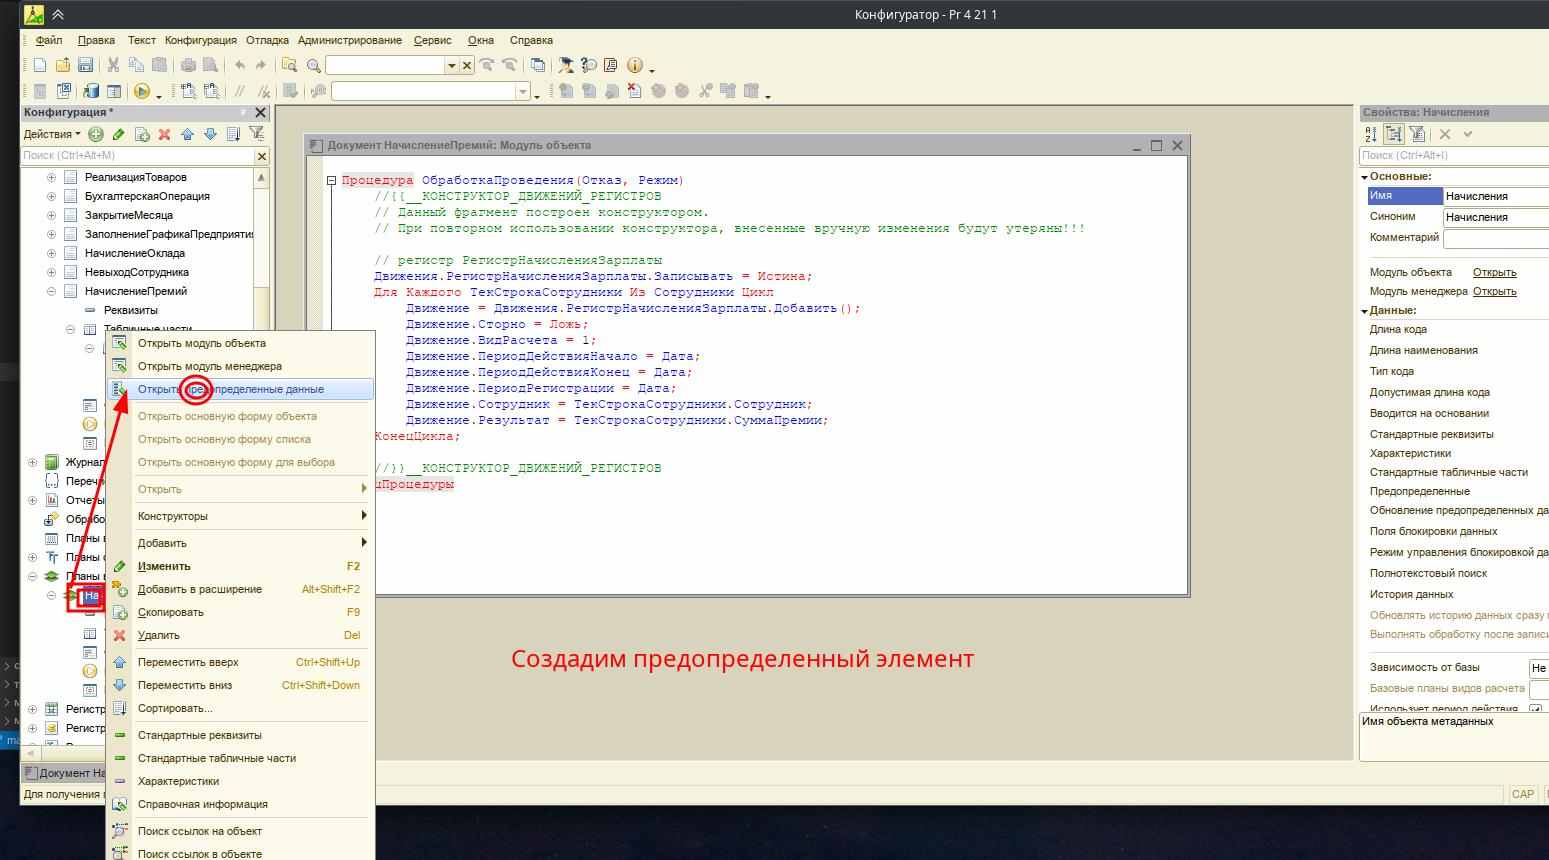 Конфигуратор - Pr 4 21 1
Файл Правка Текст Конфигурация Отладка Администрирование Сервис Окна Справка
Конфигурация *
Действия
Поиск (Ctrl+Alt+M)
РеализацияТоваров
БухгалтерскаяОперация
ЗакрытиеМесяца
ЗаполнениеГрафикаПредприяти
НачислениеОклада
НевыходСотрудника
НачислениеПремий
Реквизиты
Табличные части
Журнал
Перечи
Отчеты
Обрабо
Планы в
Планы с
Планы в
На
Регистр
Регистр
Документ На
Для получения
Открыть модуль объекта
Открыть модуль менеджера
Открыть предопределенные данные
Открыть основную форму объекта
Открыть основную форму списка
Открыть основную форму для выбора
Открыть
Конструкторы
Добавить
Изменить F2
Добавить в расширение Alt+Shift+F2
Скопировать F9
Удалить Del
Переместить вверх Ctrl+Shift+Up
Переместить вниз Ctrl+Shift+Down
Сортировать...
Стандартные реквизиты
Стандартные табличные части
Характеристики
Справочная информация
Поиск ссылок на объект
Поиск ссылок в объекте
Документ НачислениеПремий: Модуль объекта
Процедура ОбработкаПроведения(Отказ, Режим)
//{{__КОНСТРУКТОР_ДВИЖЕНИЙ_РЕГИСТРОВ
// Данный фрагмент построен конструктором.
// При повторном использовании конструктора, внесенные вручную изменения будут утеряны!!!
// регистр РегистрНачисленияЗарплаты
Движения.РегистрНачисленияЗарплаты.Записывать = Истина;
Для Каждого ТекСтрокаСотрудники Из Сотрудники Цикл
Движение = Движения.РегистрНачисленияЗарплаты.Добавить();
Движение.Сторно = Ложь;
Движение.ВидРасчета = 1;
Движение.ПериодДействияНачало = Дата;
Движение.ПериодДействияКонец = Дата;
Движение.ПериодРегистрации = Дата;
Движение.Сотрудник = ТекСтрокаСотрудники.Сотрудник;
Движение.Результат = ТекСтрокаСотрудники.СуммаПремии;
КонецЦикла;
//}}__КОНСТРУКТОР_ДВИЖЕНИЙ_РЕГИСТРОВ
цПроцедуры
Создадим предопределенный элемент
Свойства: Начисления
Поиск (Ctrl+Alt+I)
Основные:
Имя Начисления
Синоним Начисления
Комментарий
Модуль объекта Открыть
Модуль менеджера Открыть
Данные:
Длина кода
Длина наименования
Тип кода
Допустимая длина кода
Вводится на основании
Стандартные реквизиты
Характеристики
Стандартные табличные части
Предопределенные
Обновление предопределенных да
Поля блокировки данных
Режим управления блокировкой да
Полнотекстовый поиск
История данных
Обновлять историю данных сразу
Выполнять обработку после записи
Зависимость от базы Не
Базовые планы видов расчета
Использует период действия
Имя объекта метаданных
CAP